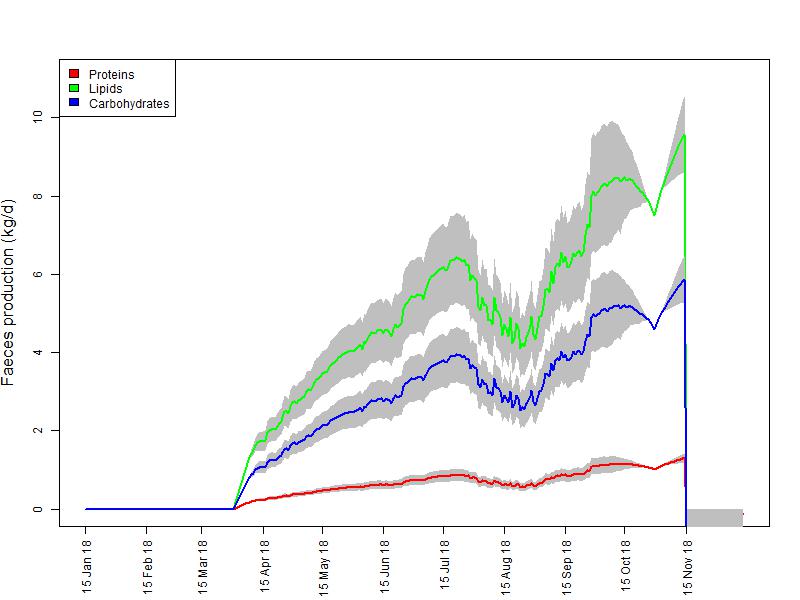 Proteins
Lipids
Carbohydrates
Faeces production (kg/d)
10
8
6
4
2
0
15 Jan 18
15 Feb 18
15 Mar 18
15 Apr 18
15 May 18
15 Jun 18
15 Jul 18
15 Aug 18
15 Sep 18
15 Oct 18
15 Nov 18